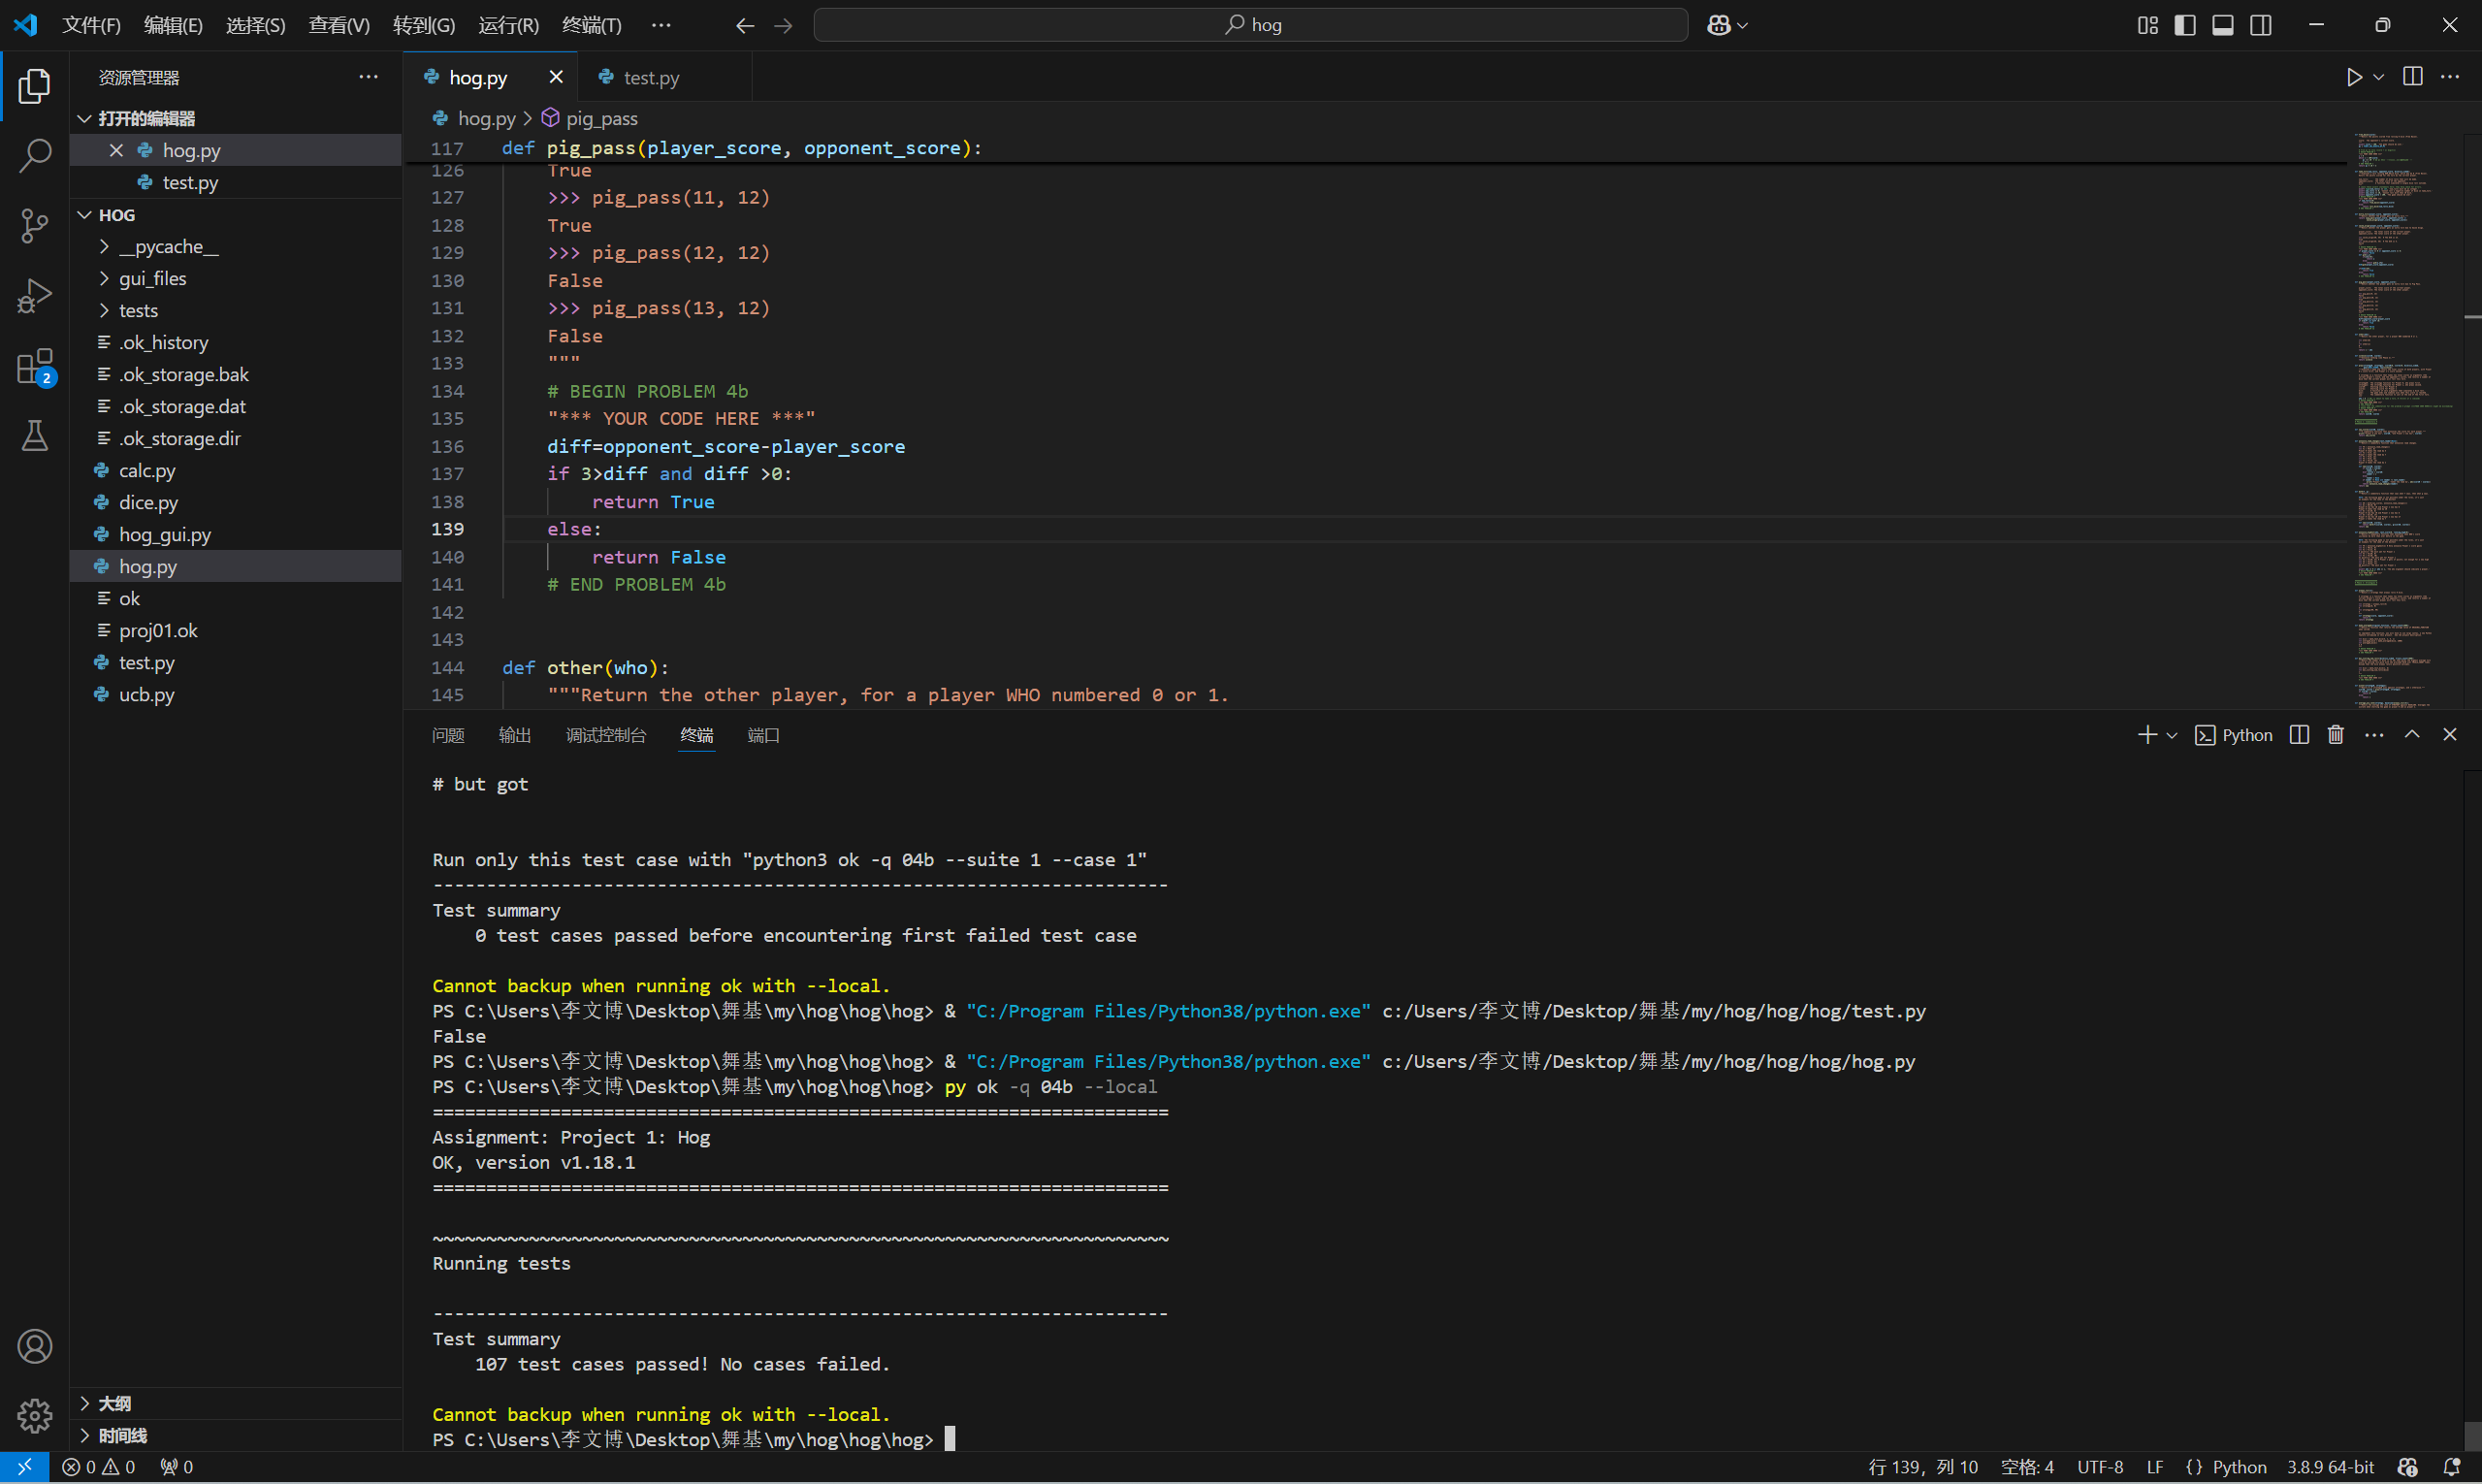 文件(F) 编辑(E) 选择(S) 查看(V) 转到(G) 运行(R) 终端(T) ··· hog
资源管理器 ···
打开的编辑器
hog.py
test.py
HOG
__pycache__
gui_files
tests
.ok_history
.ok_storage.bak
.ok_storage.dat
.ok_storage.dir
calc.py
dice.py
hog_gui.py
hog.py
ok
proj01.ok
test.py
ucb.py
大纲
时间线
2
hog.py test.py
hog.py > pig_pass
117 def pig_pass(player_score, opponent_score):
126 True
127 >>> pig_pass(11, 12)
128 True
129 >>> pig_pass(12, 12)
130 False
131 >>> pig_pass(13, 12)
132 False
133 """
134 # BEGIN PROBLEM 4b
135 "*** YOUR CODE HERE ***"
136 diff=opponent_score-player_score
137 if 3>diff and diff >0:
138 return True
139 else:
140 return False
141 # END PROBLEM 4b
142
143
144 def other(who):
145 """Return the other player, for a player WHO numbered 0 or 1.
问题 输出 调试控制台 终端 端口 Python
# but got
Run only this test case with "python3 ok -q 04b --suite 1 --case 1"
---------------------------------------------------------------------
Test summary
0 test cases passed before encountering first failed test case
Cannot backup when running ok with --local.
PS C:\Users\李文博\Desktop\舞基\my\hog\hog\hog> & "C:/Program Files/Python38/python.exe" c:/Users/李文博/Desktop/舞基/my/hog/hog/hog/test.py
False
PS C:\Users\李文博\Desktop\舞基\my\hog\hog\hog> & "C:/Program Files/Python38/python.exe" c:/Users/李文博/Desktop/舞基/my/hog/hog/hog/hog.py
PS C:\Users\李文博\Desktop\舞基\my\hog\hog\hog> py ok -q 04b --local
=====================================================================
Assignment: Project 1: Hog
OK, version v1.18.1
=====================================================================
~~~~~~~~~~~~~~~~~~~~~~~~~~~~~~~~~~~~~~~~~~~~~~~~~~~~~~~~~~~~~~~~~~~~~
Running tests
---------------------------------------------------------------------
Test summary
107 test cases passed! No cases failed.
Cannot backup when running ok with --local.
PS C:\Users\李文博\Desktop\舞基\my\hog\hog\hog>
0 0 0 行 139，列 10 空格: 4 UTF-8 LF {} Python 3.8.9 64-bit